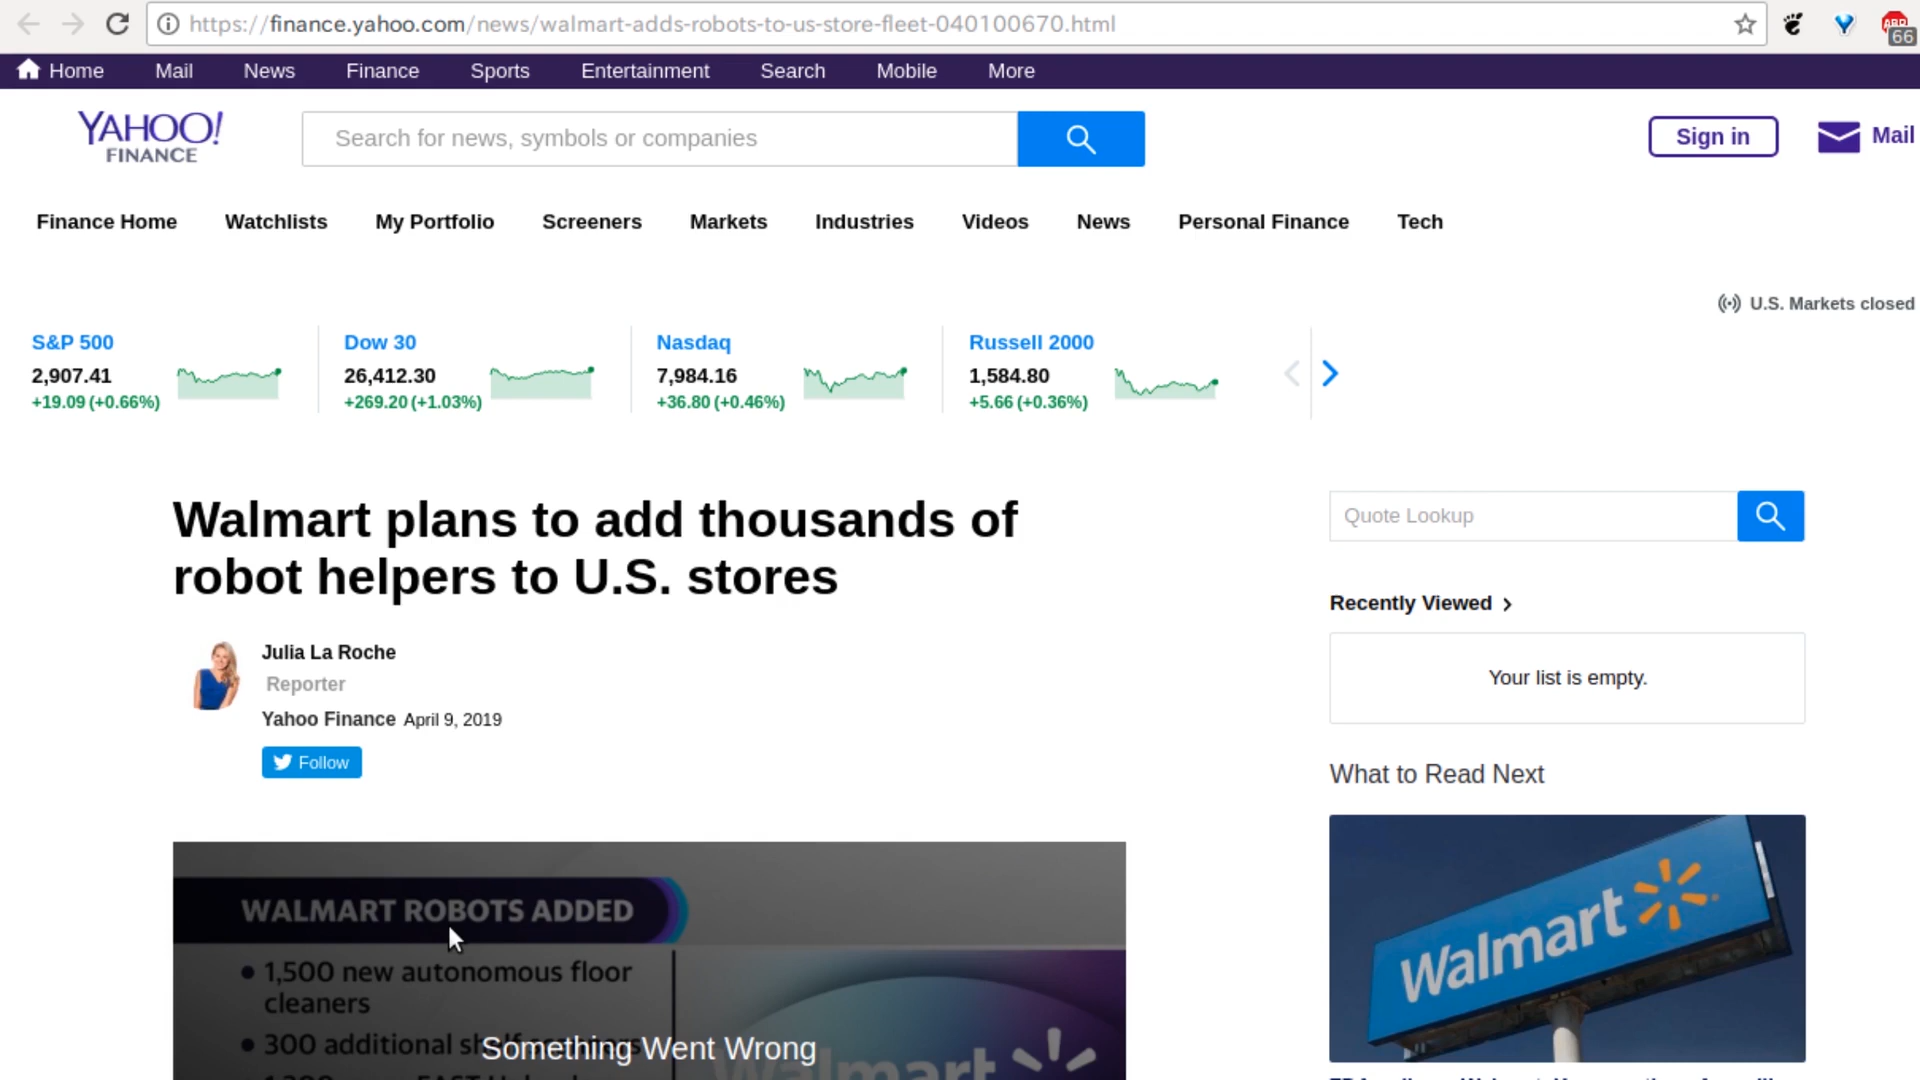 https://finance.yahoo.com/news/walmart-adds-robots-to-us-store-fleet-040100670.html
66
Home Mail News Finance Sports Entertainment Search Mobile More
YAHOO!
FINANCE
Search for news, symbols or companies
Sign in
Mail
Finance Home Watchlists My Portfolio Screeners Markets Industries Videos News Personal Finance Tech
U.S. Markets closed
S&P 500
2,907.41
+19.09 (+0.66%)
Dow 30
26,412.30
+269.20 (+1.03%)
Nasdaq
7,984.16
+36.80 (+0.46%)
Russell 2000
1,584.80
+5.66 (+0.36%)
Walmart plans to add thousands of
robot helpers to U.S. stores
Julia La Roche
Reporter
Yahoo Finance April 9, 2019
Follow
WALMART ROBOTS ADDED
• 1,500 new autonomous floor
cleaners
• 300 additional
Something Went Wrong
Quote Lookup
Recently Viewed
Your list is empty.
What to Read Next
Walmart